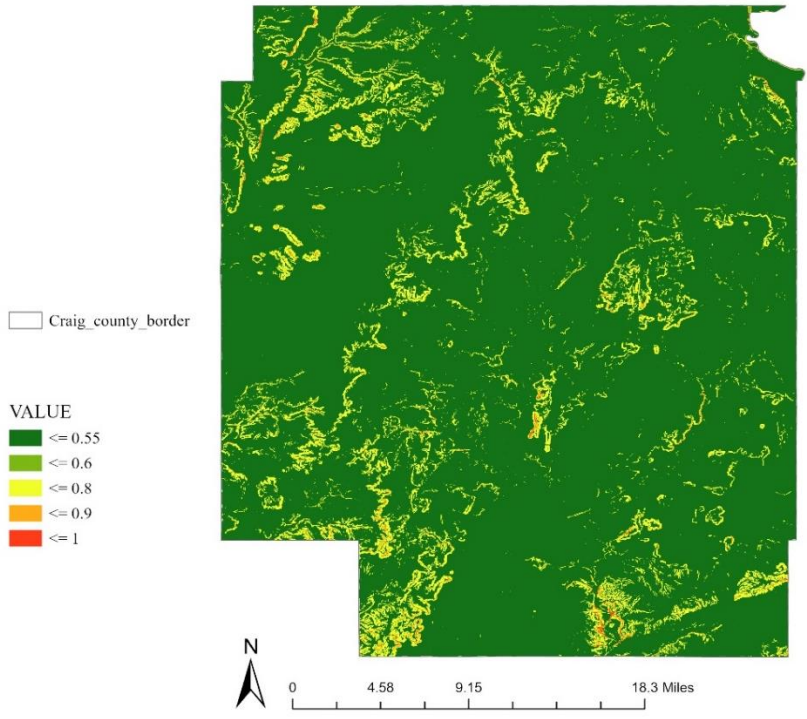 Craig_county_border
VALUE
<= 0.55
<= 0.6
<= 0.8
<= 0.9
<= 1
N
0 4.58 9.15 18.3 Miles